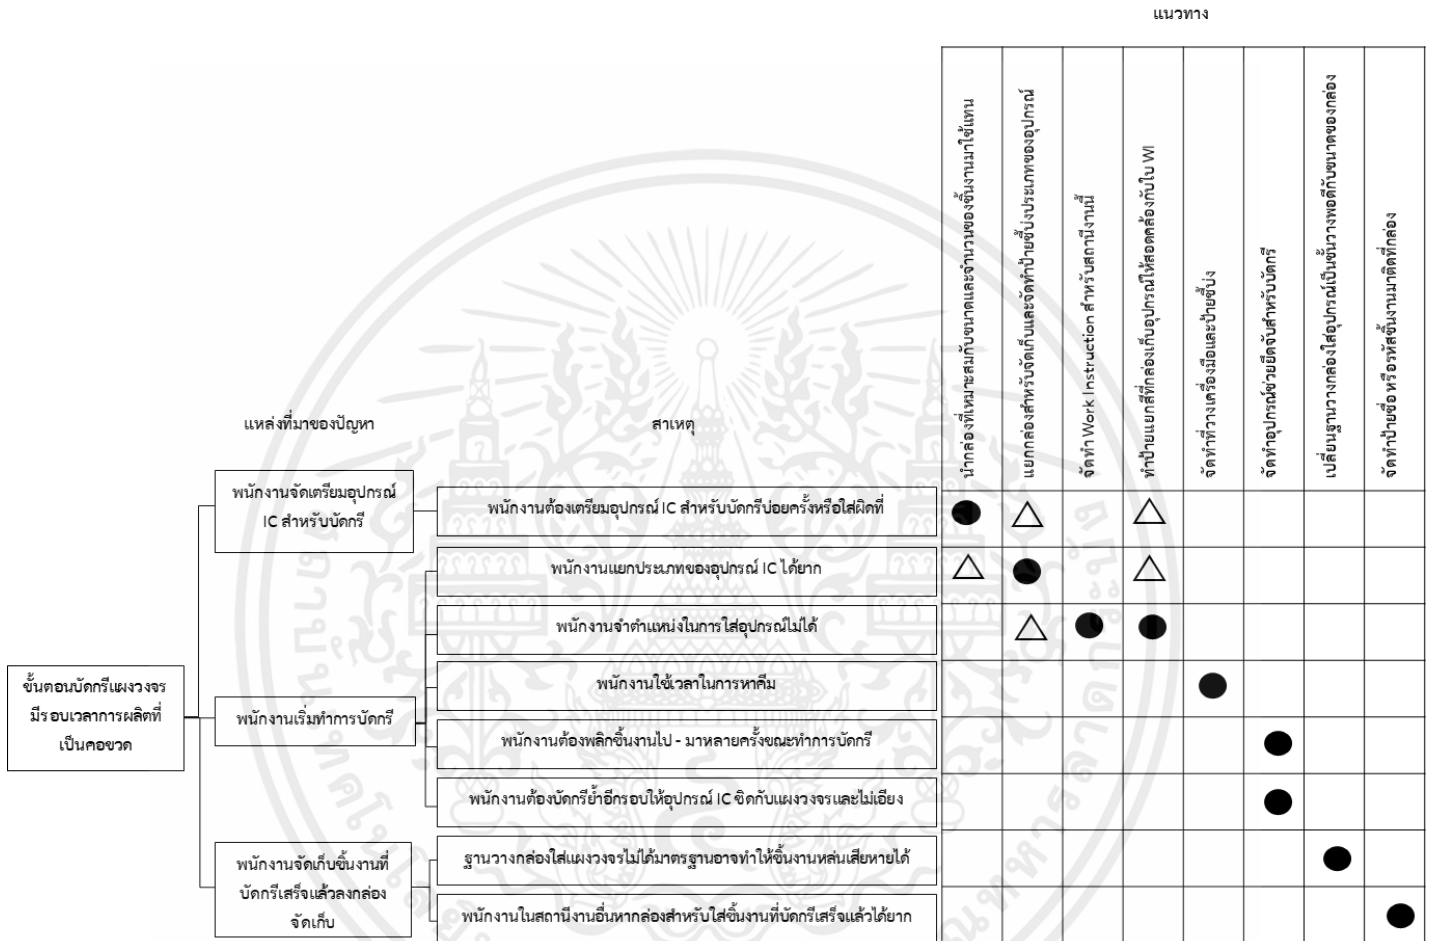 แนวทาง
นำกล่องที่เหมาะสมกับขนาดและจำนวนของชิ้นงานมาใช้แทน
แยกกล่องสำหรับจัดเก็บและจัดทำป้ายชี้บ่งประเภทของอุปกรณ์
จัดทำ Work Instruction สำหรับสถานีงานนี้
ทำป้ายแยกสีที่กล่องเก็บอุปกรณ์ให้สอดคล้องกับใบ WI
จัดทำที่วางเครื่องมือและป้ายชี้บ่ง
จัดทำอุปกรณ์ช่วยยึดจับสำหรับบัดกรี
เปลี่ยนฐานวางกล่องใส่อุปกรณ์เป็นชั้นวางพอดีกับขนาดของกล่อง
จัดทำป้ายชื่อ หรือรหัสชิ้นงานมาติดที่กล่อง
แหล่งที่มาของปัญหา
สาเหตุ
พนักงานจัดเตรียมอุปกรณ์
IC สำหรับบัดกรี
พนักงานต้องเตรียมอุปกรณ์ IC สำหรับบัดกรีบ่อยครั้งหรือใส่ผิดที่
พนักงานแยกประเภทของอุปกรณ์ IC ได้ยาก
พนักงานจำตำแหน่งในการใส่อุปกรณ์ไม่ได้
พนักงานใช้เวลาในการหาคีม
ขั้นตอนบัดกรีแผงวงจร
มีรอบเวลาการผลิตที่
เป็นคอขวด
พนักงานเริ่มทำการบัดกรี
พนักงานต้องพลิกชิ้นงานไป - มาหลายครั้งขณะทำการบัดกรี
พนักงานต้องบัดกรีย้ำอีกรอบให้อุปกรณ์ IC ชิดกับแผงวงจรและไม่เอียง
พนักงานจัดเก็บชิ้นงานที่
บัดกรีเสร็จแล้วลงกล่อง
จัดเก็บ
ฐานวางกล่องใส่แผงวงจรไม่ได้มาตรฐานอาจทำให้ชิ้นงานหล่นเสียหายได้
พนักงานในสถานีงานอื่นหากล่องสำหรับใส่ชิ้นงานที่บัดกรีเสร็จแล้วได้ยาก